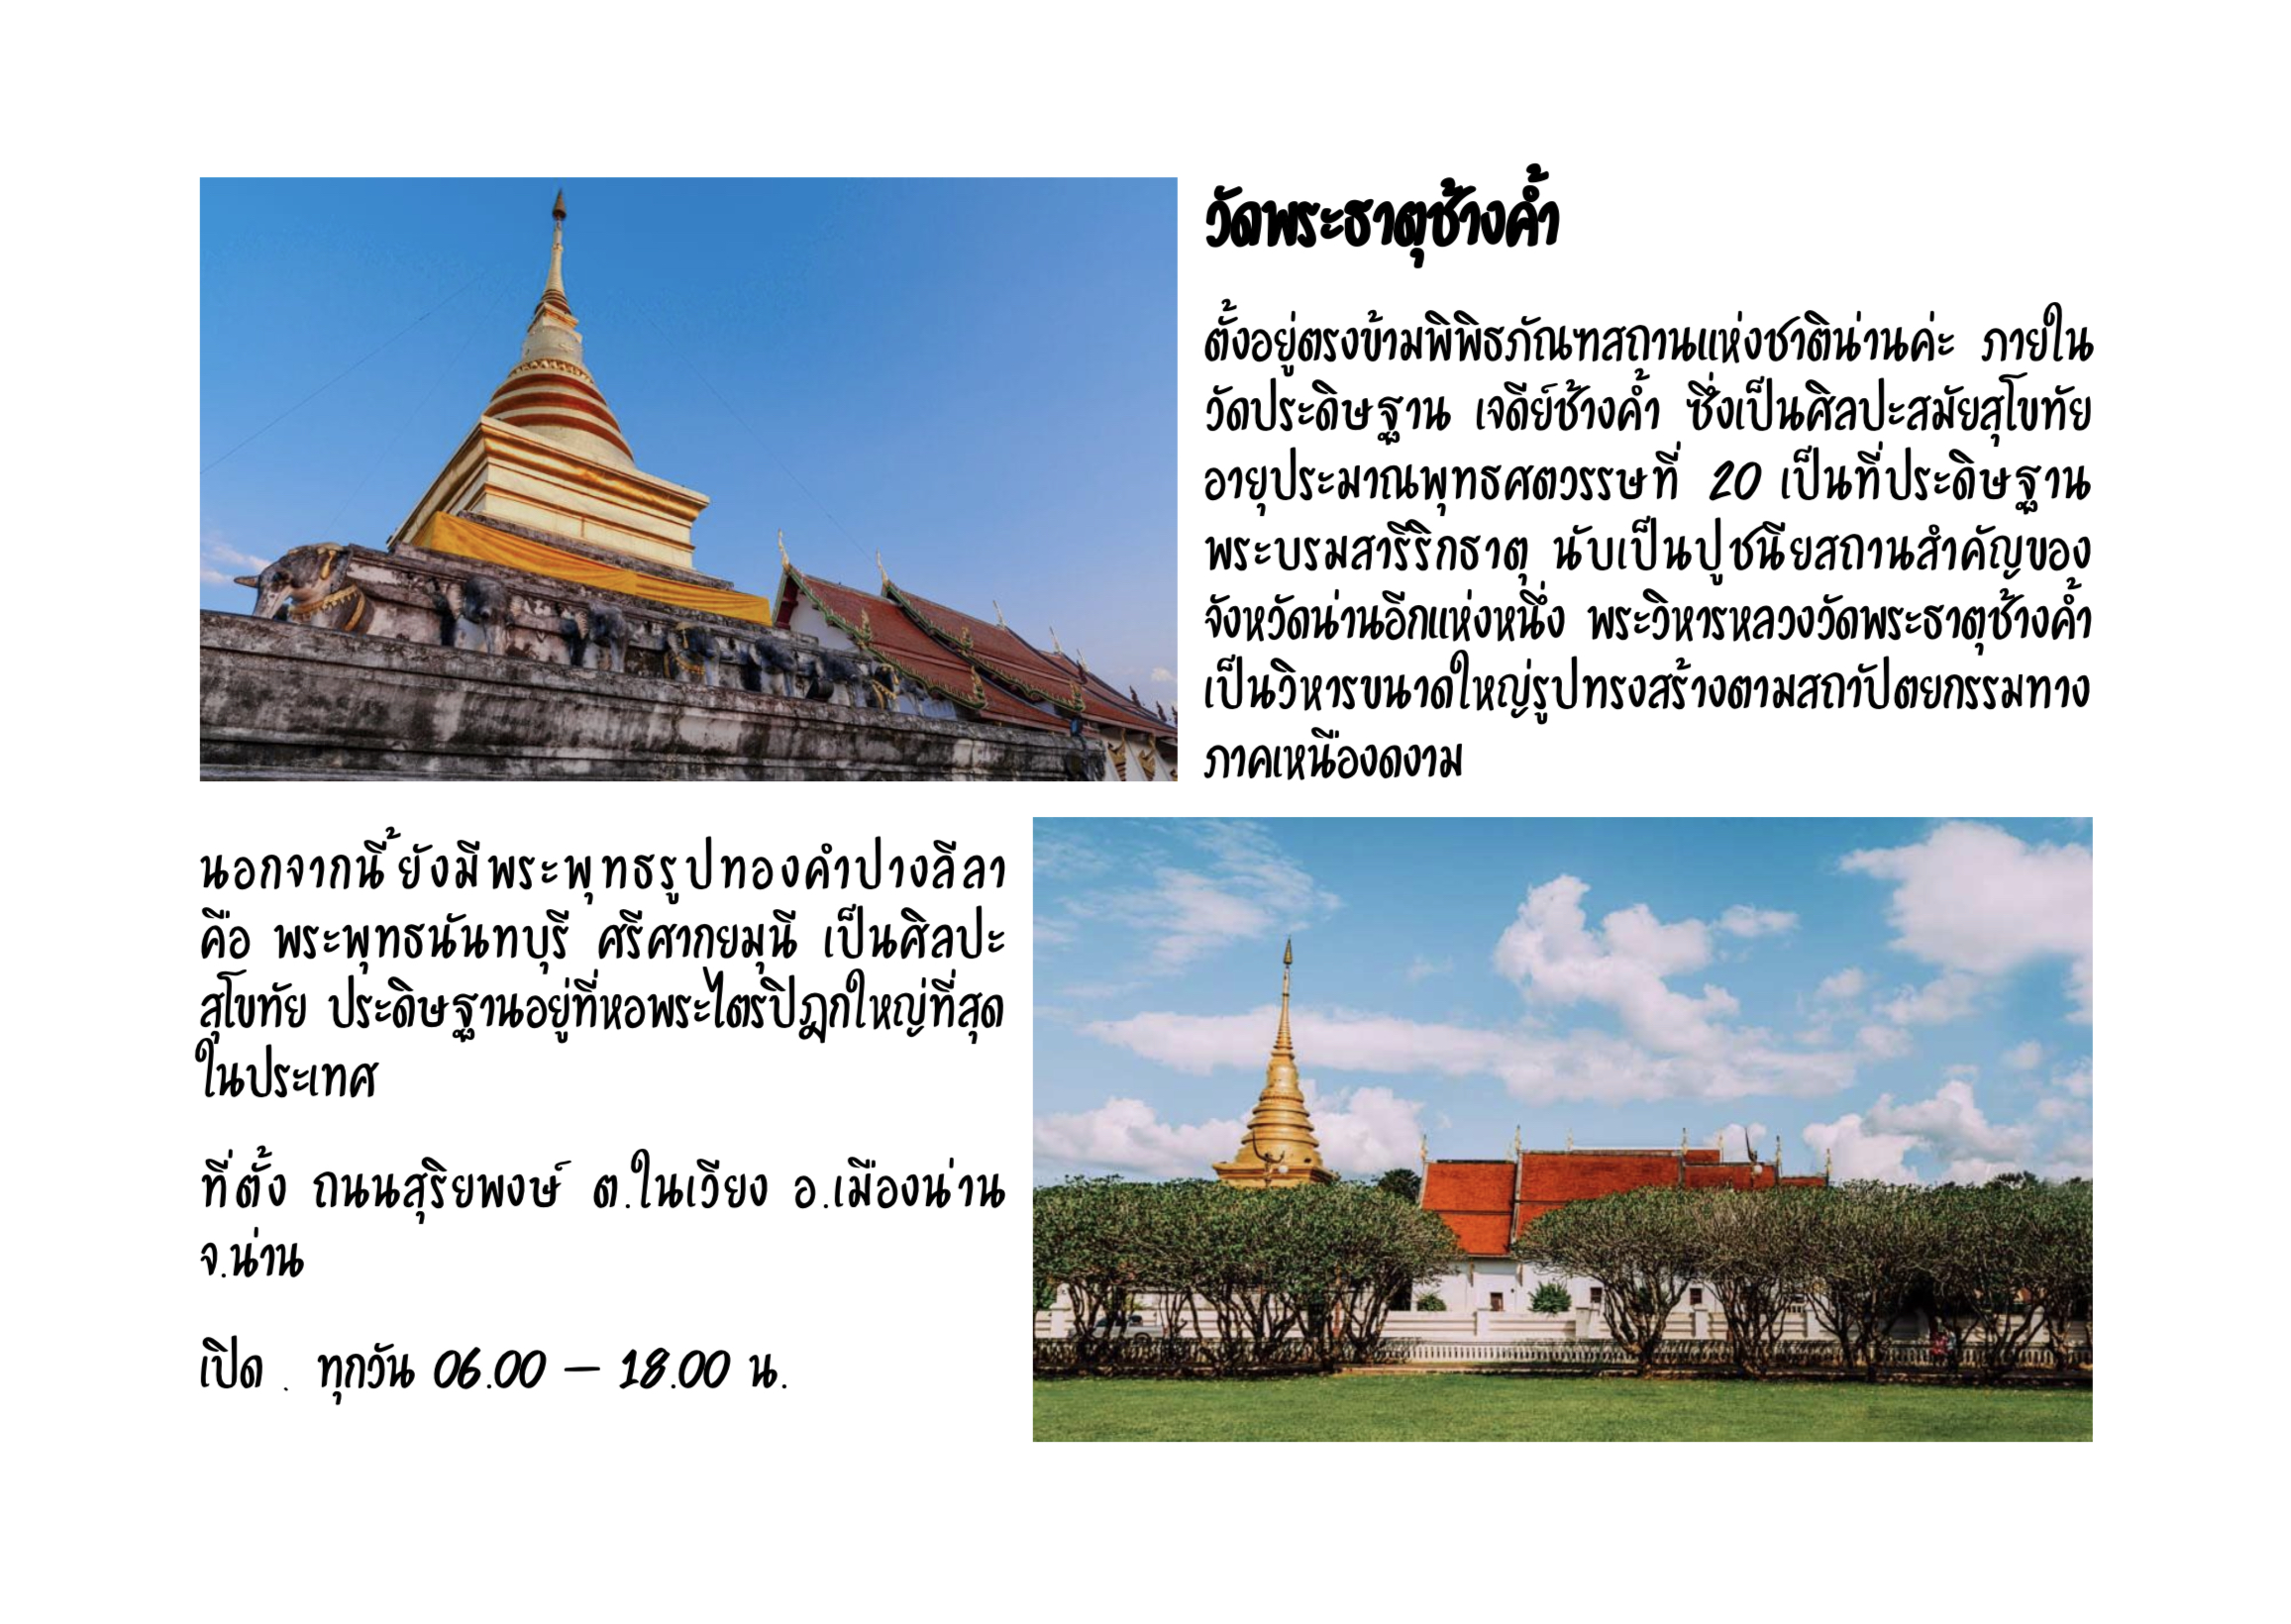 วัดพระธาตุช้างค้ำ
ตั้งอยู่ตรงข้ามพิพิธภัณฑสถานแห่งชาติน่านค่ะ ภายใน
วัดประดิษฐาน เจดีย์ช้างค้ำ ซึ่งเป็นศิลปะสมัยสุโขทัย
อายุประมาณพุทธศตวรรษที่ 20 เป็นที่ประดิษฐาน
พระบรมสารีริกธาตุ นับเป็นปูชนียสถานสำคัญของ
จังหวัดน่านอีกแห่งหนึ่ง พระวิหารหลวงวัดพระธาตุช้างค้ำ
เป็นวิหารขนาดใหญ่รูปทรงสร้างตามสถาปัตยกรรมทาง
ภาคเหนืองดงาม
นอกจากนี้ยังมีพระพุทธรูปทองคำปางลีลา
คือ พระพุทธนันทบุรี ศรีศากยมุนี เป็นศิลปะ
สุโขทัย ประดิษฐานอยู่ที่หอพระไตรปิฎกใหญ่ที่สุด
ในประเทศ
ที่ตั้ง ถนนสุริยพงษ์ ต.ในเวียง อ.เมืองน่าน
จ.น่าน
เปิด . ทุกวัน 06.00 – 18.00 น.